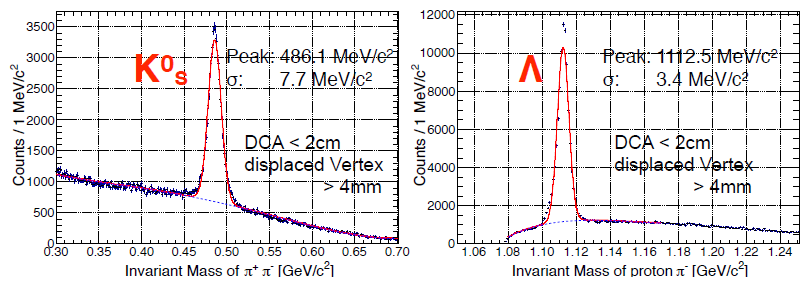 3500
3000
2500
2000
1500
1000
500
0
Counts / 1 MeV/c²
K⁰s
Peak: 486.1 MeV/c²
σ: 7.7 MeV/c²
DCA < 2cm
displaced Vertex
> 4mm
0.30 0.35 0.40 0.45 0.50 0.55 0.60 0.65 0.70
Invariant Mass of π⁺ π⁻ [GeV/c²]
12000
10000
8000
6000
4000
2000
0
Counts / 1 MeV/c²
Λ
Peak: 1112.5 MeV/c²
σ: 3.4 MeV/c²
DCA < 2cm
displaced Vertex
> 4mm
1.06 1.08 1.10 1.12 1.14 1.16 1.18 1.20 1.22 1.24
Invariant Mass of proton π⁻ [GeV/c²]